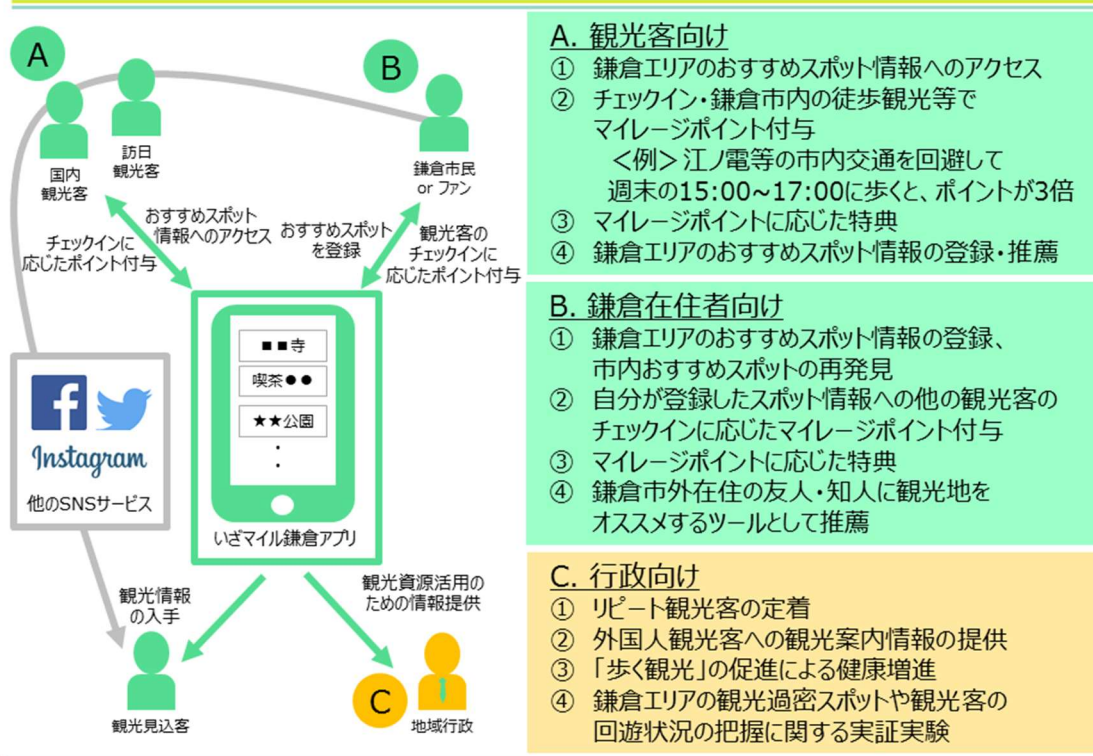 A
B
国内
観光客
訪日
観光客
鎌倉市民
or ファン
おすすめスポット
情報へのアクセス
チェックインに
応じたポイント付与
おすすめスポット
を登録
観光客の
チェックインに
応じたポイント付与
■■寺
喫茶●●
★★公園
:
いざマイル鎌倉アプリ
f
Instagram
他のSNSサービス
観光情報
の入手
観光見込客
観光資源活用の
ための情報提供
C
地域行政
A. 観光客向け
① 鎌倉エリアのおすすめスポット情報へのアクセス
② チェックイン・鎌倉市内の徒歩観光等で
マイレージポイント付与
＜例＞江ノ電等の市内交通を回避して
週末の15:00~17:00に歩くと、ポイントが3倍
③ マイレージポイントに応じた特典
④ 鎌倉エリアのおすすめスポット情報の登録・推薦
B. 鎌倉在住者向け
① 鎌倉エリアのおすすめスポット情報の登録、
市内おすすめスポットの再発見
② 自分が登録したスポット情報への他の観光客の
チェックインに応じたマイレージポイント付与
③ マイレージポイントに応じた特典
④ 鎌倉市外在住の友人・知人に観光地を
オススメするツールとして推薦
C. 行政向け
① リピート観光客の定着
② 外国人観光客への観光案内情報の提供
③ 「歩く観光」の促進による健康増進
④ 鎌倉エリアの観光過密スポットや観光客の
回遊状況の把握に関する実証実験